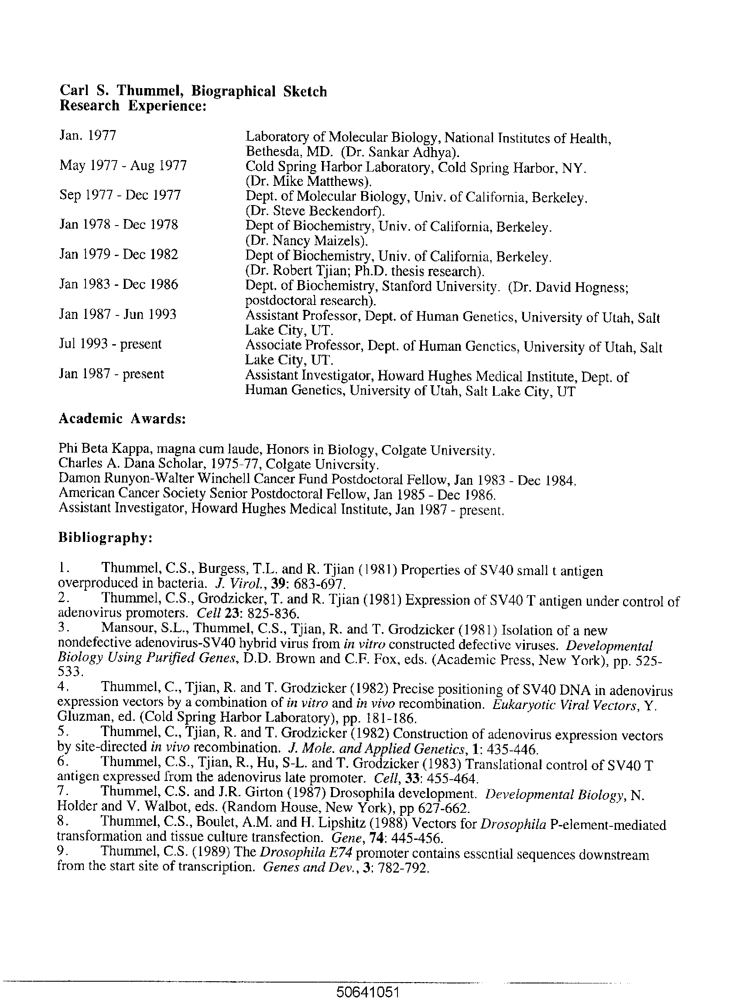 Carl S. Thummel, Biographical Sketch
Research Experience:
Jan. 1977 Laboratory of Molecular Biology, National Institutes of Health,
Bethesda, MD. (Dr. Sankar Adhya).
May 1977 - Aug 1977 Cold Spring Harbor Laboratory, Cold Spring Harbor, NY.
(Dr. Mike Matthews).
Sep 1977 - Dec 1977 Dept. of Molecular Biology, Univ. of California, Berkeley.
(Dr. Steve Beckendorf).
Jan 1978 - Dec 1978 Dept of Biochemistry, Univ. of California, Berkeley.
(Dr. Nancy Maizels).
Jan 1979 - Dec 1982 Dept of Biochemistry, Univ. of California, Berkeley.
(Dr. Robert Tjian; Ph.D. thesis research).
Jan 1983 - Dec 1986 Dept. of Biochemistry, Stanford University. (Dr. David Hogness;
postdoctoral research).
Jan 1987 - Jun 1993 Assistant Professor, Dept. of Human Genetics, University of Utah, Salt
Lake City, UT.
Jul 1993 - present Associate Professor, Dept. of Human Genetics, University of Utah, Salt
Lake City, UT.
Jan 1987 - present Assistant Investigator, Howard Hughes Medical Institute, Dept. of
Human Genetics, University of Utah, Salt Lake City, UT
Academic Awards:
Phi Beta Kappa, magna cum laude, Honors in Biology, Colgate University.
Charles A. Dana Scholar, 1975-77, Colgate University.
Damon Runyon-Walter Winchell Cancer Fund Postdoctoral Fellow, Jan 1983 - Dec 1984.
American Cancer Society Senior Postdoctoral Fellow, Jan 1985 - Dec 1986.
Assistant Investigator, Howard Hughes Medical Institute, Jan 1987 - present.
Bibliography:
1. Thummel, C.S., Burgess, T.L. and R. Tjian (1981) Properties of SV40 small t antigen
overproduced in bacteria. J. Virol., 39: 683-697.
2. Thummel, C.S., Grodzicker, T. and R. Tjian (1981) Expression of SV40 T antigen under control of
adenovirus promoters. Cell 23: 825-836.
3. Mansour, S.L., Thummel, C.S., Tjian, R. and T. Grodzicker (1981) Isolation of a new
nondefective adenovirus-SV40 hybrid virus from in vitro constructed defective viruses. Developmental
Biology Using Purified Genes, D.D. Brown and C.F. Fox, eds. (Academic Press, New York), pp. 525-
533.
4. Thummel, C., Tjian, R. and T. Grodzicker (1982) Precise positioning of SV40 DNA in adenovirus
expression vectors by a combination of in vitro and in vivo recombination. Eukaryotic Viral Vectors, Y.
Gluzman, ed. (Cold Spring Harbor Laboratory), pp. 181-186.
5. Thummel, C., Tjian, R. and T. Grodzicker (1982) Construction of adenovirus expression vectors
by site-directed in vivo recombination. J. Mole. and Applied Genetics, 1: 435-446.
6. Thummel, C.S., Tjian, R., Hu, S-L. and T. Grodzicker (1983) Translational control of SV40 T
antigen expressed from the adenovirus late promoter. Cell, 33: 455-464.
7. Thummel, C.S. and J.R. Girton (1987) Drosophila development. Developmental Biology, N.
Holder and V. Walbot, eds. (Random House, New York), pp 627-662.
8. Thummel, C.S., Boulet, A.M. and H. Lipshitz (1988) Vectors for Drosophila P-element-mediated
transformation and tissue culture transfection. Gene, 74: 445-456.
9. Thummel, C.S. (1989) The Drosophila E74 promoter contains essential sequences downstream
from the start site of transcription. Genes and Dev., 3: 782-792.
50641051